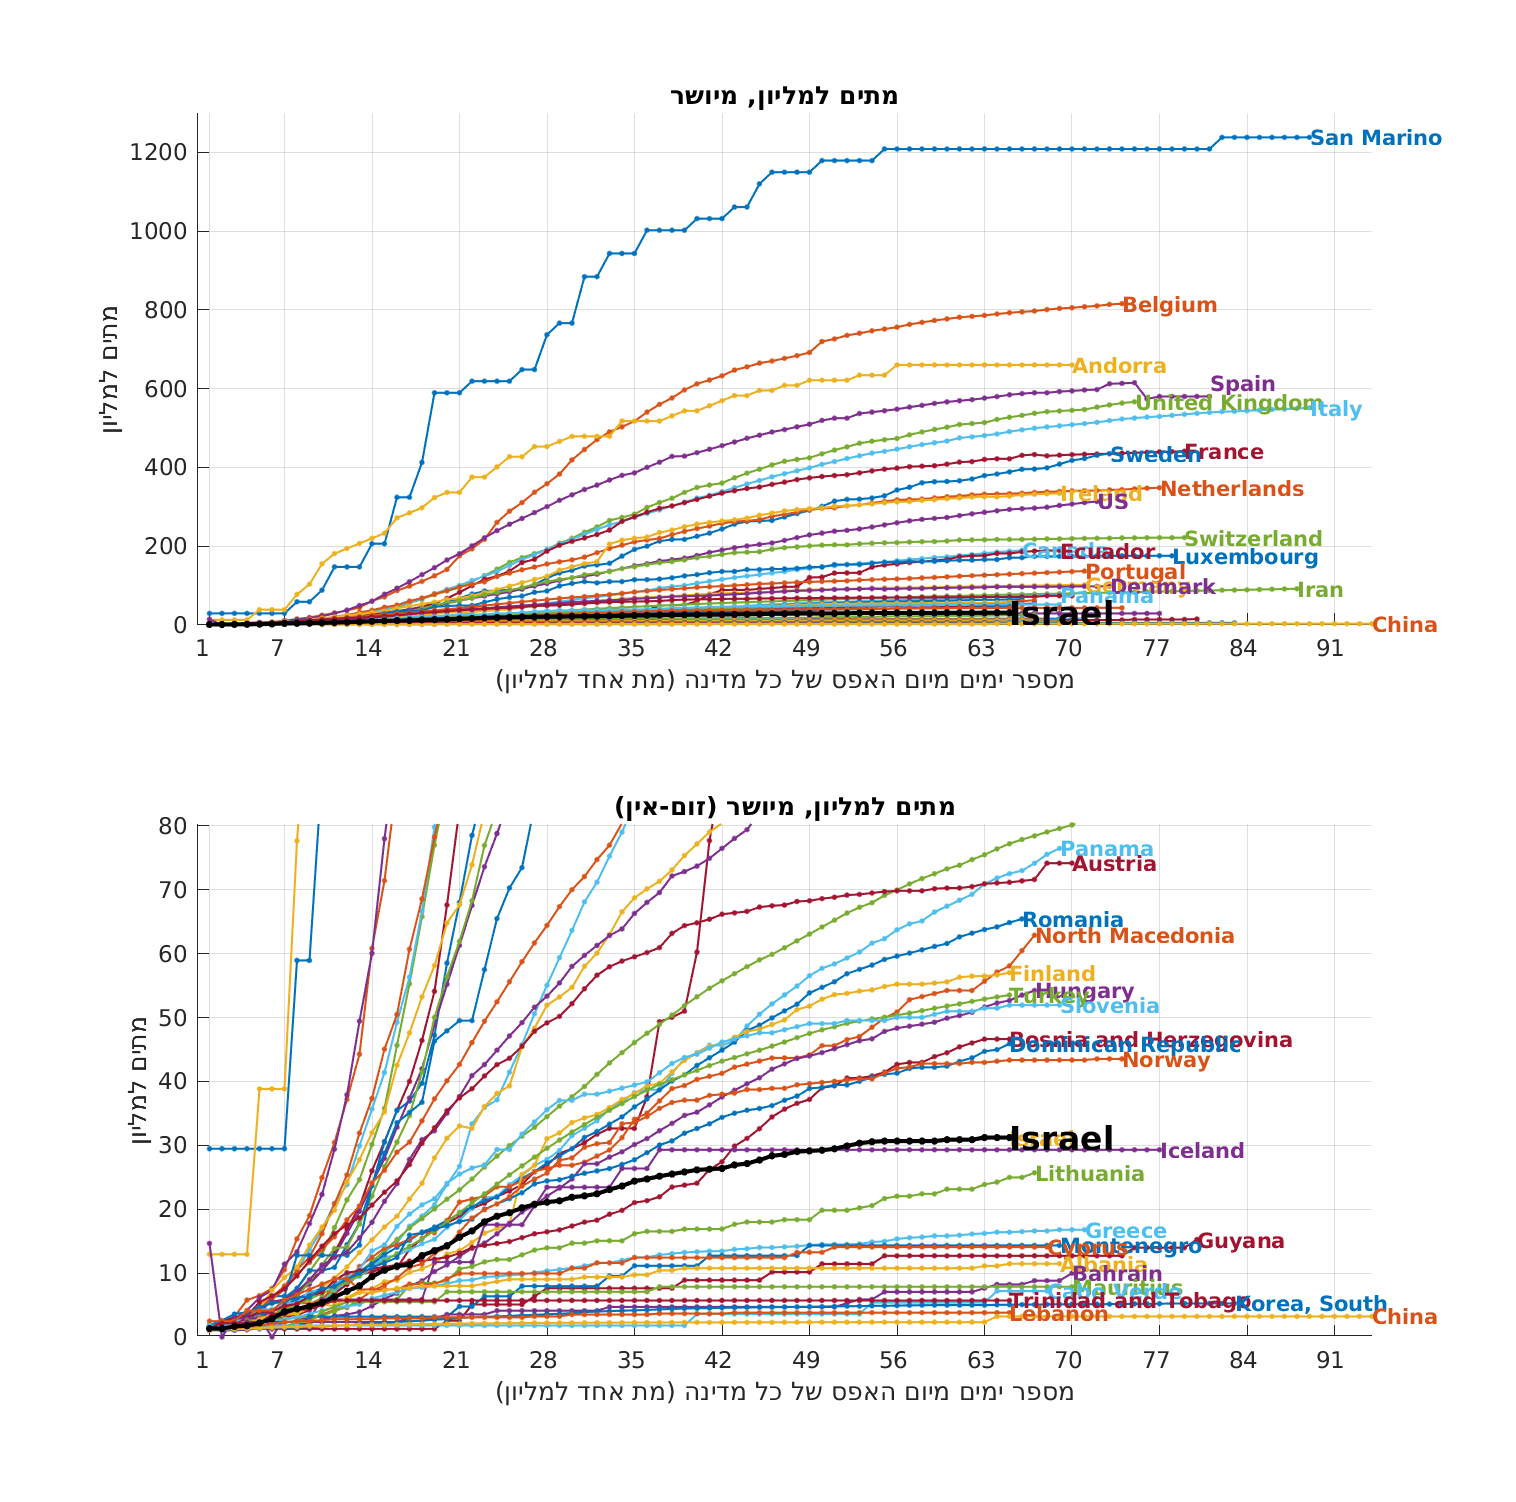 מתים למליון, מיושר
מתים למליון
1200
1000
800
600
400
200
0
San Marino
Belgium
Andorra
Spain
United Kingdom
Italy
France
Sweden
Netherlands
Ireland
US
Switzerland
Canada
Ecuador
Luxembourg
Portugal
Denmark
Iran
Panama
Israel
China
1 7 14 21 28 35 42 49 56 63 70 77 84 91
מספר ימים מיום האפס של כל מדינה (מת אחד למליון)
מתים למליון, מיושר (זום-אין)
מתים למליון
80
70
60
50
40
30
20
10
0
Panama
Austria
Romania
North Macedonia
Finland
Hungary
Turkey
Slovenia
Bosnia and Herzegovina
Dominican Republic
Norway
Israel
Iceland
Lithuania
Greece
Guyana
Cyprus
Montenegro
Albania
Bahrain
Mauritius
Trinidad and Tobago
Korea, South
Lebanon
China
1 7 14 21 28 35 42 49 56 63 70 77 84 91
מספר ימים מיום האפס של כל מדינה (מת אחד למליון)